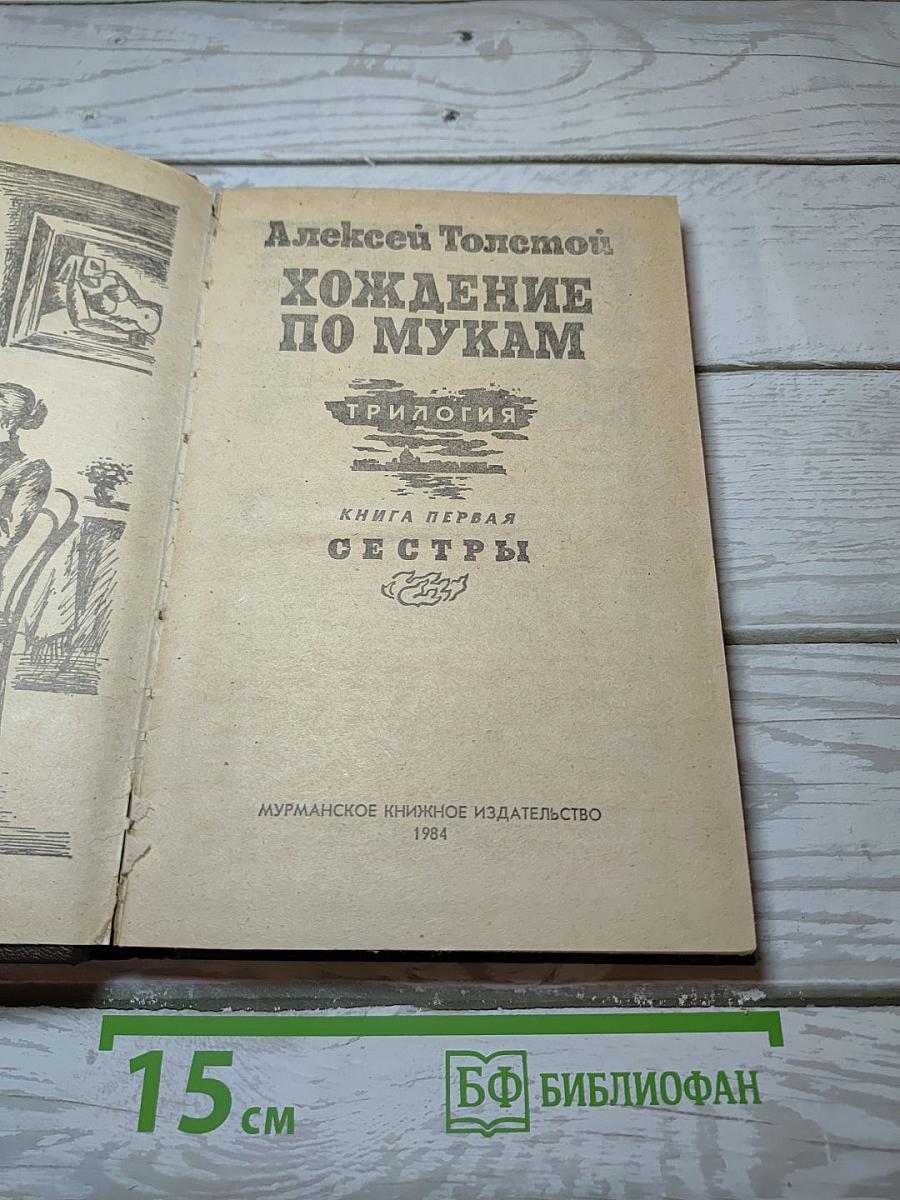 Алексей Толстой
ХОЖДЕНИЕ
ПО МУКАМ
ТРИЛОГИЯ
КНИГА ПЕРВАЯ
СЕСТРЫ
МУРМАНСКОЕ КНИЖНОЕ ИЗДАТЕЛЬСТВО
1984
15 см
БФ БИБЛИОФАН